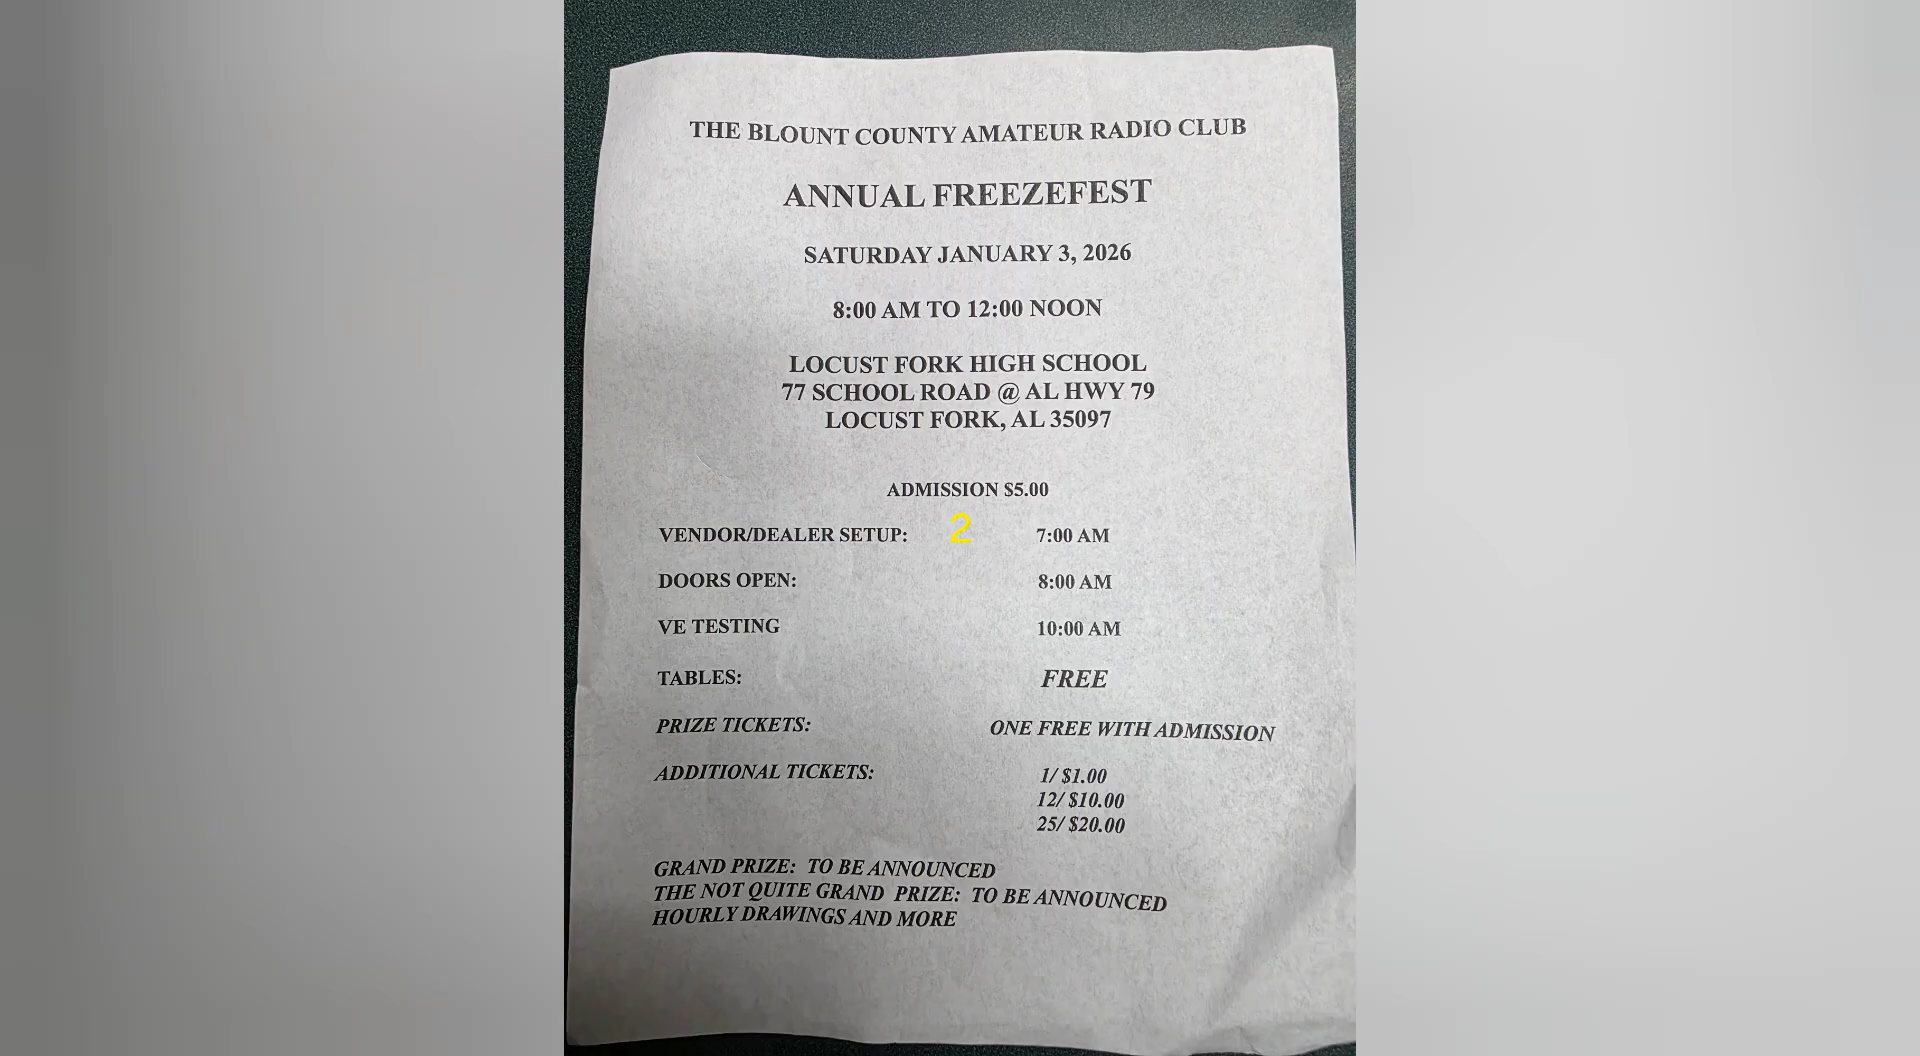 THE BLOUNT COUNTY AMATEUR RADIO CLUB
ANNUAL FREEZEFEST
SATURDAY JANUARY 3, 2026
8:00 AM TO 12:00 NOON
LOCUST FORK HIGH SCHOOL
77 SCHOOL ROAD @ AL HWY 79
LOCUST FORK, AL 35097
ADMISSION $5.00
VENDOR/DEALER SETUP: 2 7:00 AM
DOORS OPEN: 8:00 AM
VE TESTING 10:00 AM
TABLES: FREE
PRIZE TICKETS: ONE FREE WITH ADMISSION
ADDITIONAL TICKETS: 1/ $1.00
12/ $10.00
25/ $20.00
GRAND PRIZE: TO BE ANNOUNCED
THE NOT QUITE GRAND PRIZE: TO BE ANNOUNCED
HOURLY DRAWINGS AND MORE